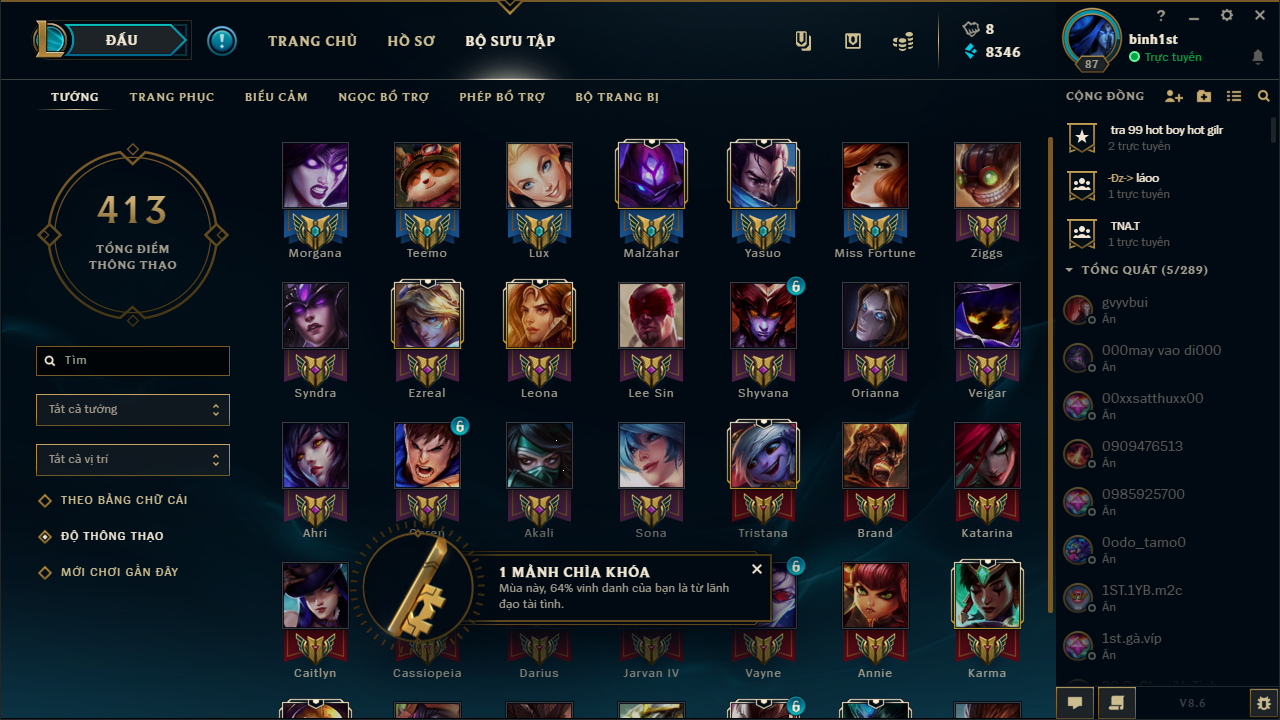 ĐẤU
TRANG CHỦ
HỒ SƠ
BỘ SƯU TẬP
8
8346
?
binh1st
Trực tuyến
87
TƯỚNG
TRANG PHỤC
BIỂU CẢM
NGỌC BỔ TRỢ
PHÉP BỔ TRỢ
BỘ TRANG BỊ
CỘNG ĐỒNG
413
TỔNG ĐIỂM
THÔNG THẠO
Tìm
Tất cả tướng
Tất cả vị trí
THEO BẢNG CHỮ CÁI
ĐỘ THÔNG THẠO
MỚI CHƠI GẦN ĐÂY
Morgana
Teemo
Lux
Malzahar
Yasuo
Miss Fortune
Ziggs
6
Syndra
Ezreal
Leona
Lee Sin
Shyvana
Orianna
Veigar
6
Ahri
Garen
Akali
Sona
Tristana
Brand
Katarina
6
1 MẢNH CHÌA KHÓA
Mùa này, 64% vinh danh của bạn là từ lãnh
đạo tài tình.
Caitlyn
Cassiopeia
Darius
Jarvan IV
Vayne
Annie
Karma
6
tra 99 hot boy hot gilr
2 trực tuyến
-Đz-> láoo
1 trực tuyến
TNA.T
1 trực tuyến
TỔNG QUÁT (5/289)
gvyvbui
Ẩn
000may vao di000
Ẩn
00xxsatthuxx00
Ẩn
0909476513
Ẩn
0985925700
Ẩn
0odo_tamo0
Ẩn
1ST.1YB.m2c
Ẩn
1st.gà.víp
Ẩn
V8.6